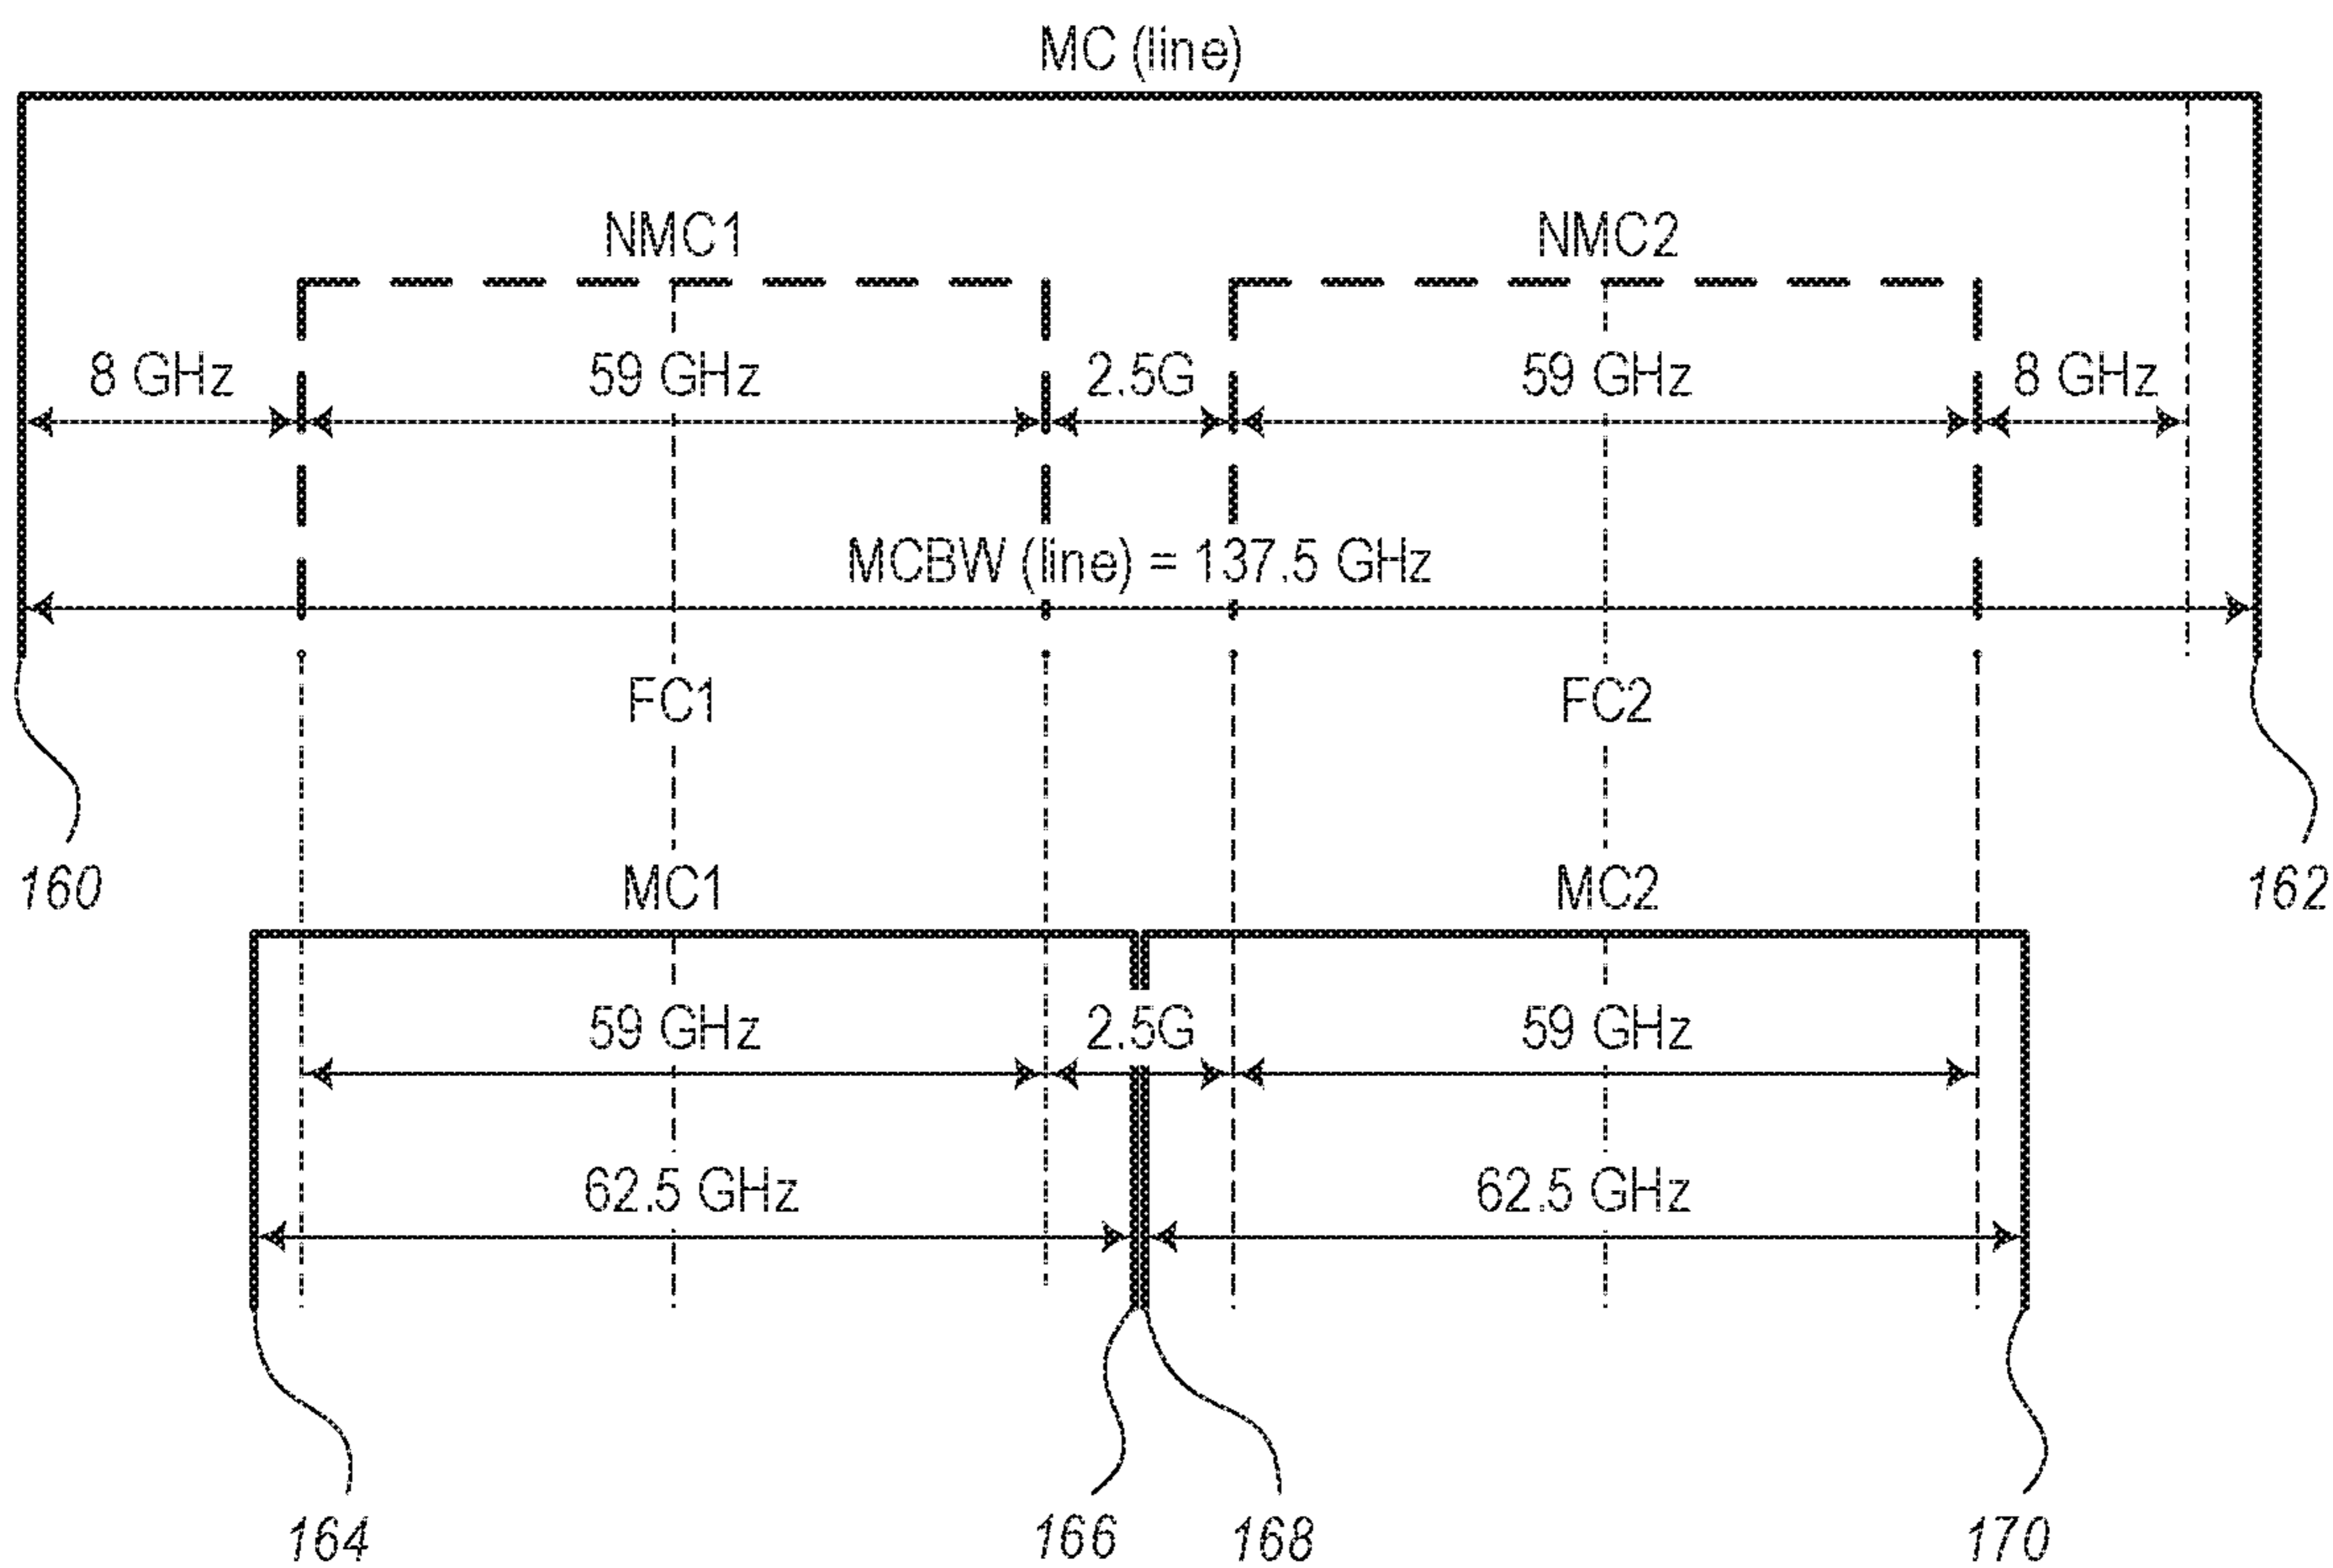 MC (line)
NMC1 NMC2
8 GHz 59 GHz 2.5G 59 GHz 8 GHz
MCBW (line) = 137.5 GHz
FC1 FC2
160 MC1 MC2 162
59 GHz 2.5G 59 GHz
62.5 GHz 62.5 GHz
164 166 168 170